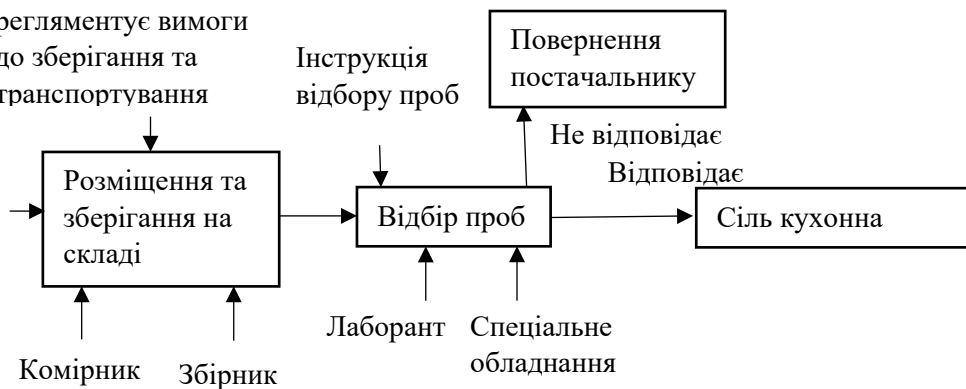 регламентує вимоги
до зберігання та
транспортування
Інструкція
відбору проб
Повернення
постачальнику
Не відповідає
Відповідає
Розміщення та
зберігання на
складі
Відбір проб
Сіль кухонна
Лаборант
Спеціальне
обладнання
Комірник
Збірник